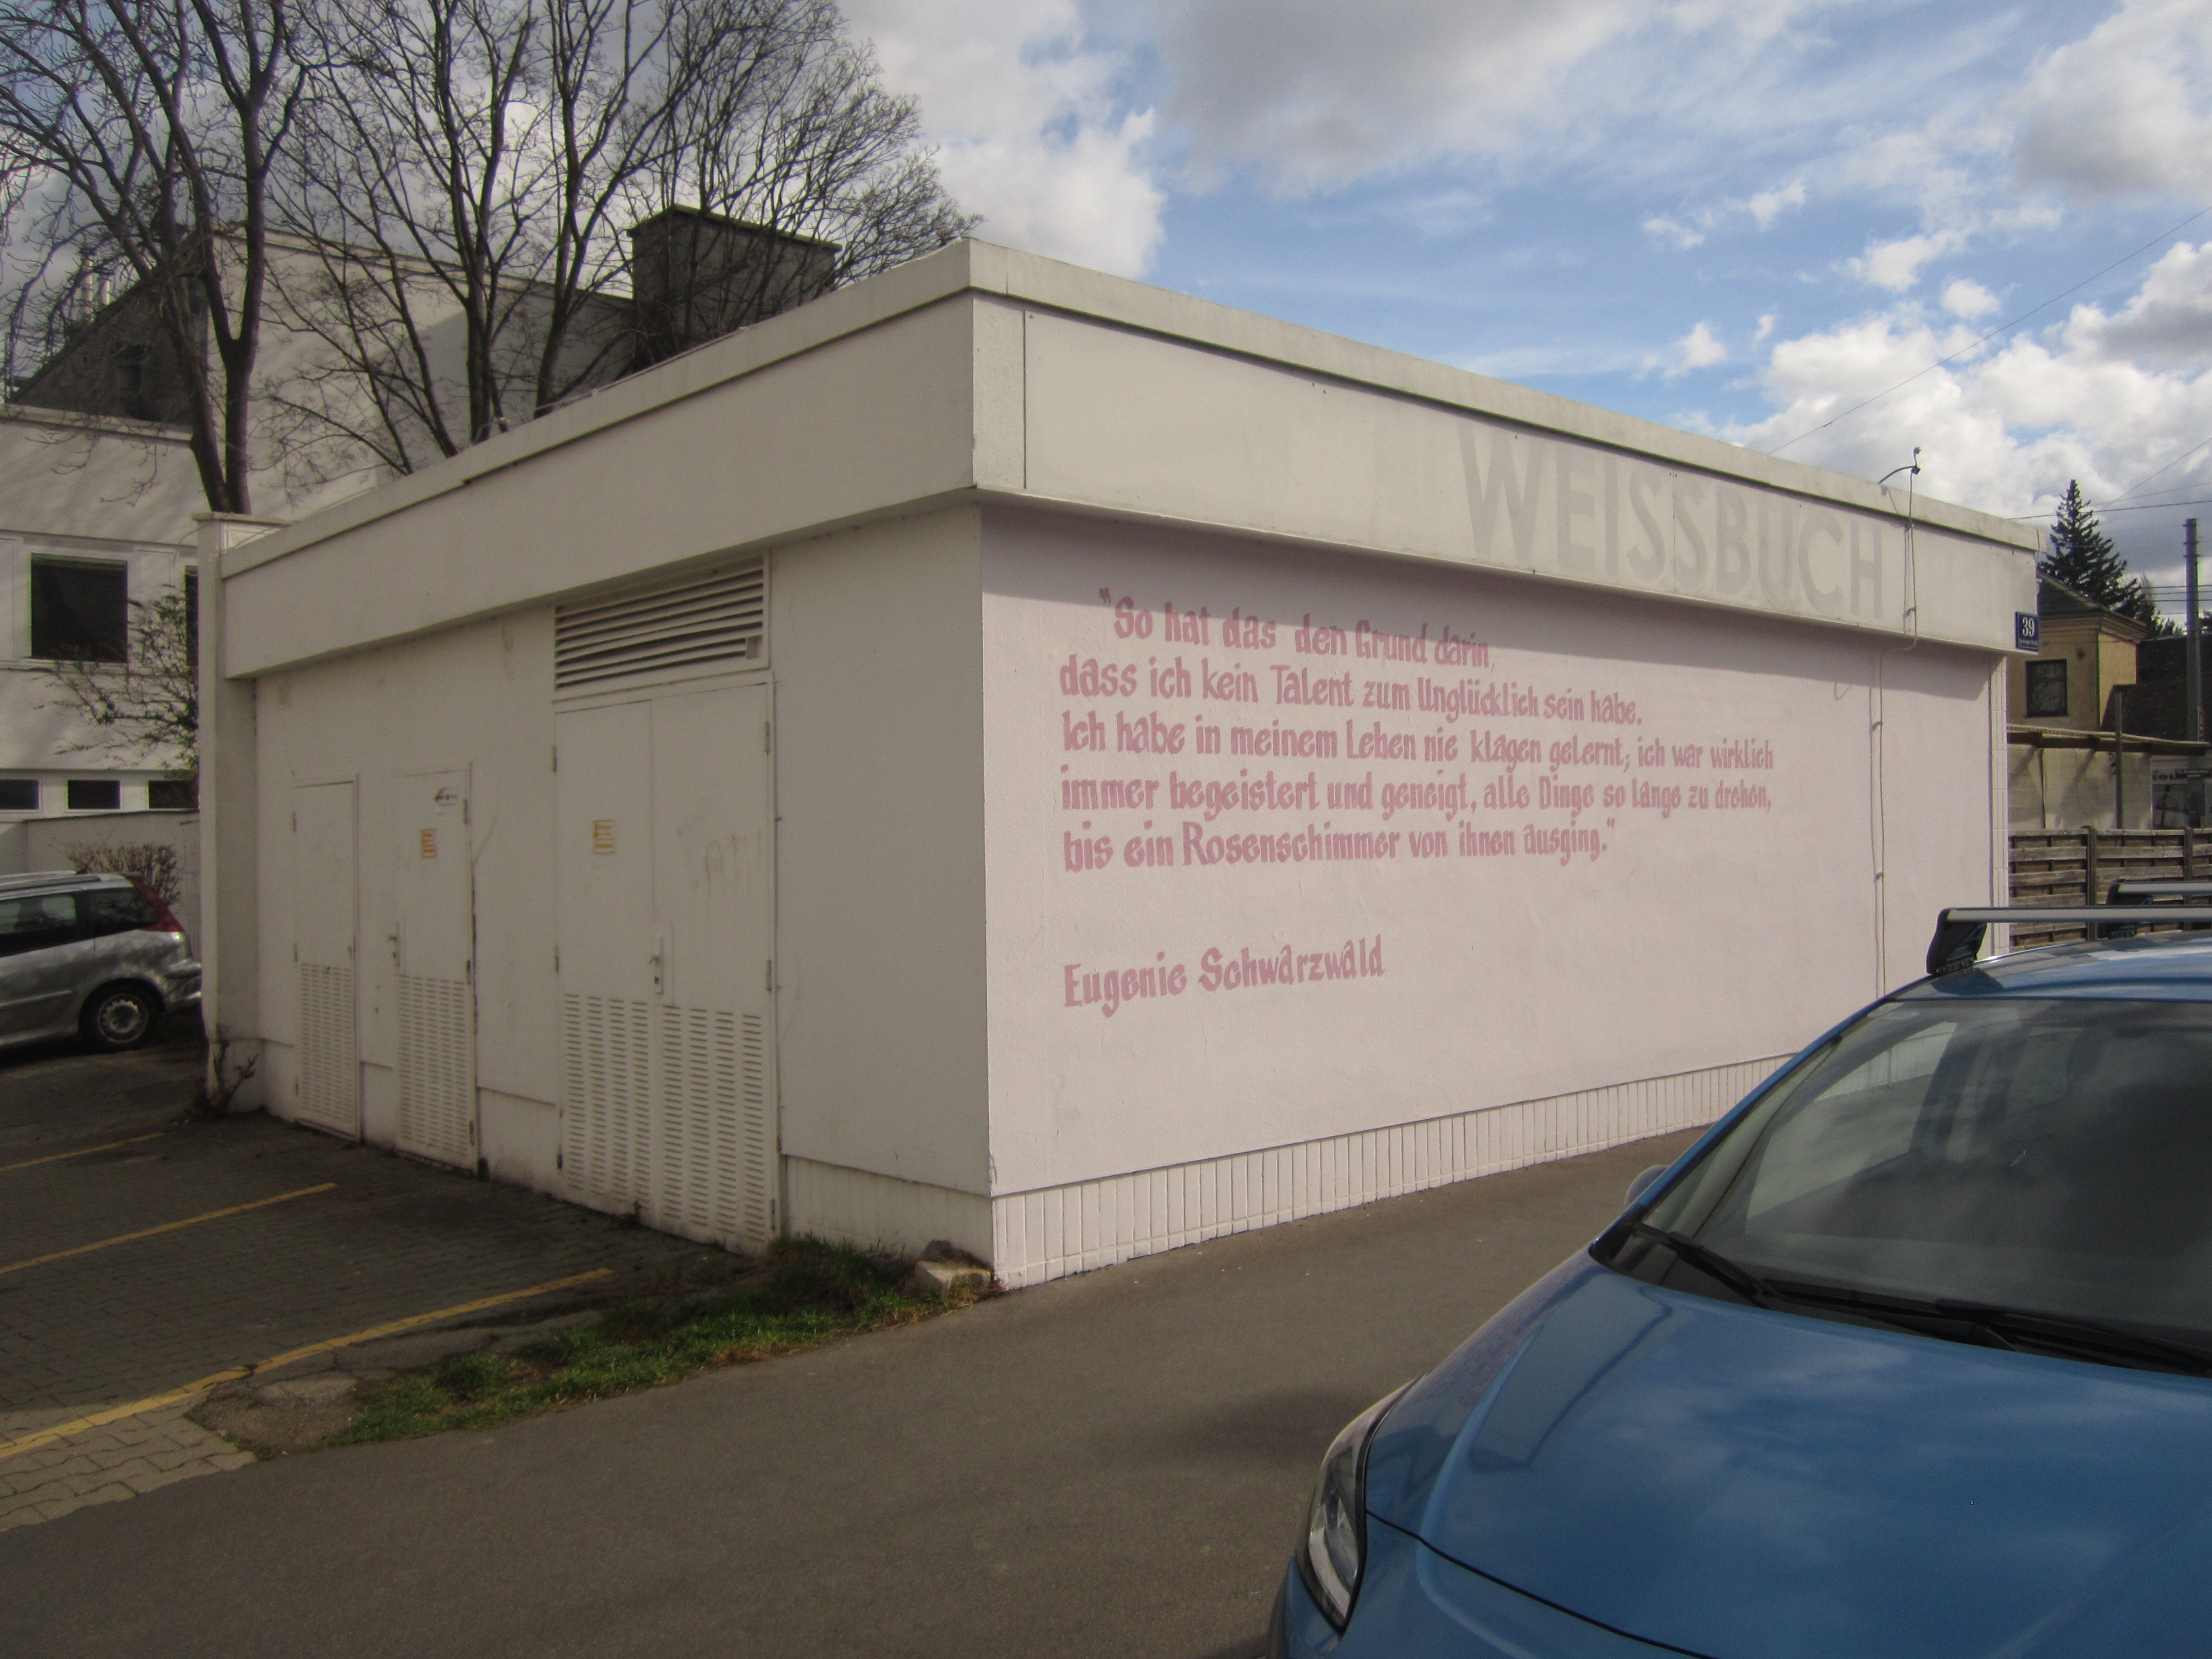 WEISSBUCH
39
"So hat das den Grund darin,
dass ich kein Talent zum Unglücklich sein habe.
Ich habe in meinem Leben nie klagen gelernt; ich war wirklich
immer begeistert und geneigt, alle Dinge so lange zu drehen,
bis ein Rosenschimmer von ihnen ausging."
Eugenie Schwarzwald